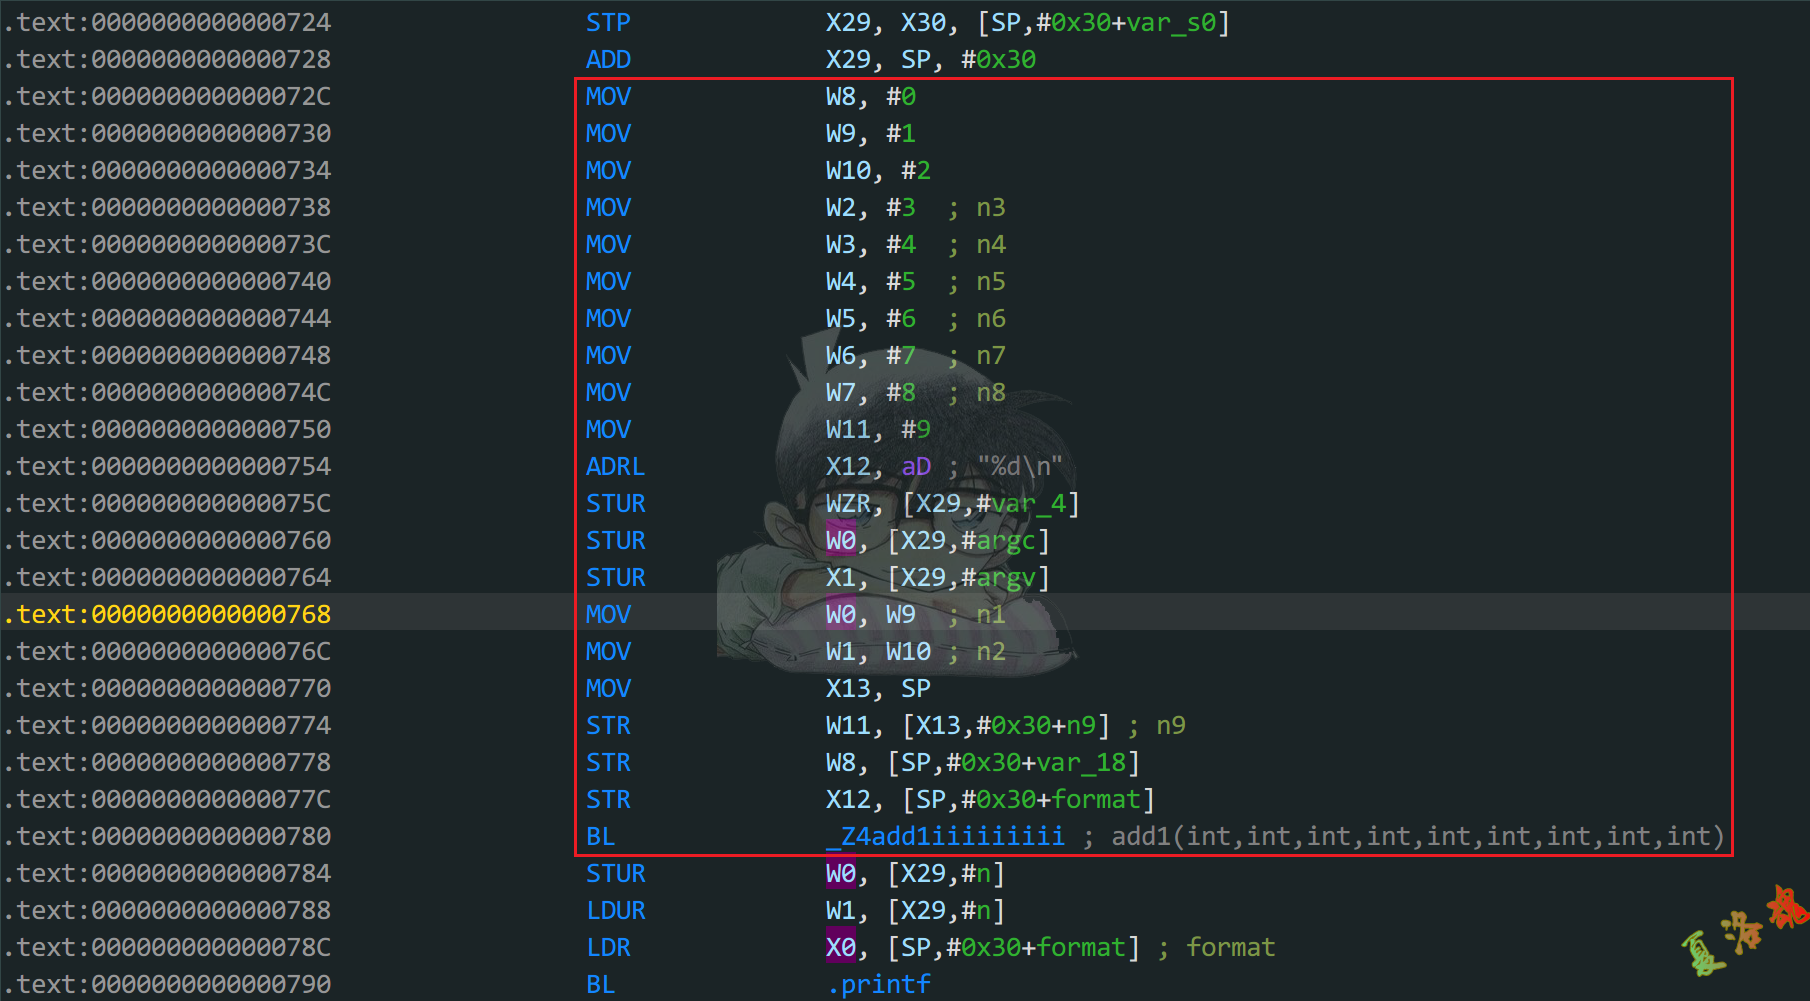 .text:0000000000000724 STP X29, X30, [SP,#0x30+var_s0]
.text:0000000000000728 ADD X29, SP, #0x30
.text:000000000000072C MOV W8, #0
.text:0000000000000730 MOV W9, #1
.text:0000000000000734 MOV W10, #2
.text:0000000000000738 MOV W2, #3 ; n3
.text:000000000000073C MOV W3, #4 ; n4
.text:0000000000000740 MOV W4, #5 ; n5
.text:0000000000000744 MOV W5, #6 ; n6
.text:0000000000000748 MOV W6, #7 ; n7
.text:000000000000074C MOV W7, #8 ; n8
.text:0000000000000750 MOV W11, #9
.text:0000000000000754 ADRL X12, aD ; "%d\n"
.text:000000000000075C STUR WZR, [X29,#var_4]
.text:0000000000000760 STUR W0, [X29,#argc]
.text:0000000000000764 STUR X1, [X29,#argv]
.text:0000000000000768 MOV W0, W9 ; n1
.text:000000000000076C MOV W1, W10 ; n2
.text:0000000000000770 MOV X13, SP
.text:0000000000000774 STR W11, [X13,#0x30+n9] ; n9
.text:0000000000000778 STR W8, [SP,#0x30+var_18]
.text:000000000000077C STR X12, [SP,#0x30+format]
.text:0000000000000780 BL _Z4add1iiiiiiiii ; add1(int,int,int,int,int,int,int,int,int)
.text:0000000000000784 STUR W0, [X29,#n]
.text:0000000000000788 LDUR W1, [X29,#n]
.text:000000000000078C LDR X0, [SP,#0x30+format] ; format
.text:0000000000000790 BL .printf
夏洛